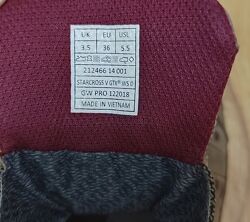 UK EU USL
3.5 36 5.5
212466 14 001
STARCROSS V GTX® WS D
GW PRO 122018
MADE IN VIETNAM